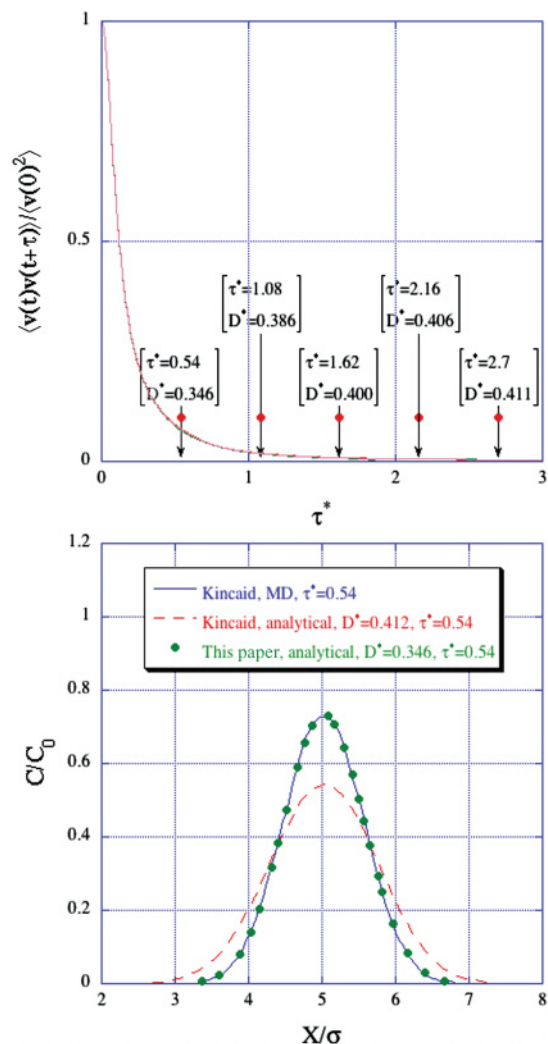 1
⟨v(t)v(t+τ)⟩/⟨v(0)²⟩
0.5
τ*=1.08
D*=0.386
τ*=2.16
D*=0.406
τ*=0.54
D*=0.346
τ*=1.62
D*=0.400
τ*=2.7
D*=0.411
0
0 1 2 3
τ*
1.2
Kincaid, MD, τ*=0.54
Kincaid, analytical, D*=0.412, τ*=0.54
This paper, analytical, D*=0.346, τ*=0.54
1
0.8
C/C₀
0.6
0.4
0.2
0
2 3 4 5 6 7 8
X/σ